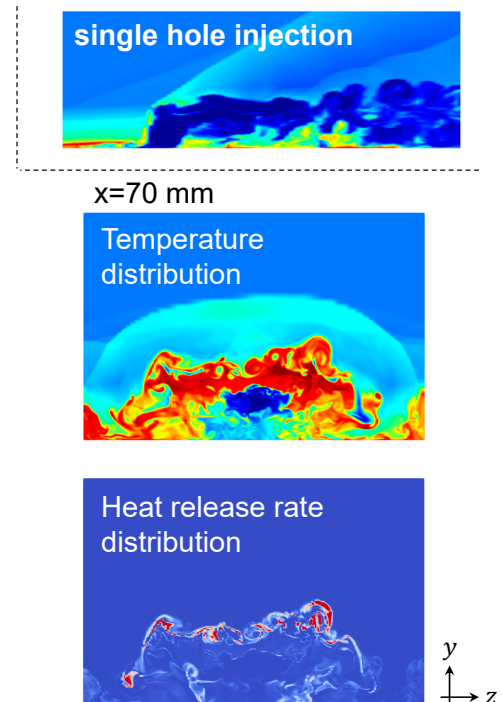 single hole injection
x=70 mm
Temperature
distribution
Heat release rate
distribution
y
z